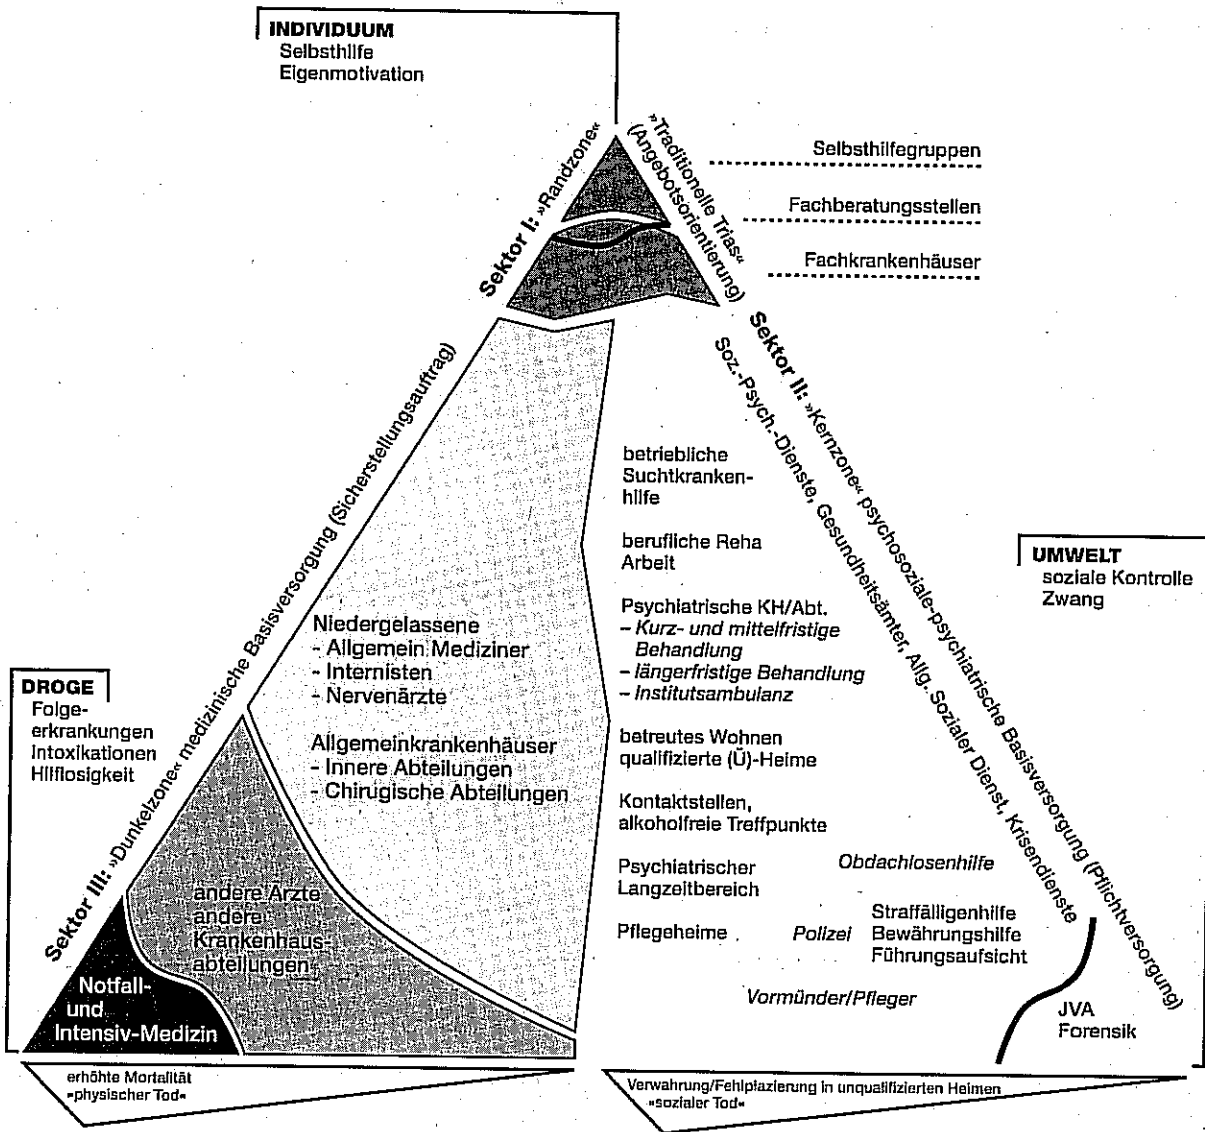 INDIVIDUUM
Selbsthilfe
Eigenmotivation
Sektor I: »Randzone«
»Traditionelle Trias«
(Angebotsorientierung)
Selbsthilfegruppen
Fachberatungsstellen
Fachkrankenhäuser
Sektor II: »Kernzone« psychosoziale-psychiatrische Basisversorgung (Pflichtversorgung)
Soz.-Psych.-Dienste, Gesundheitsämter, Allg. Sozialer Dienst, Krisendienste
Sektor III: »Dunkelzone« medizinische Basisversorgung (Sicherstellungsauftrag)
betriebliche
Suchtkranken-
hilfe
berufliche Reha
Arbeit
Psychiatrische KH/Abt.
– Kurz- und mittelfristige
Behandlung
– längerfristige Behandlung
– Institutsambulanz
betreutes Wohnen
qualifizierte (Ü)-Heime
Kontaktstellen,
alkoholfreie Treffpunkte
Psychiatrischer
Langzeitbereich
Obdachlosenhilfe
Pflegeheime
Polizei
Straffälligenhilfe
Bewährungshilfe
Führungsaufsicht
Vormünder/Pfleger
JVA
Forensik
UMWELT
soziale Kontrolle
Zwang
DROGE
Folge-
erkrankungen
Intoxikationen
Hilflosigkeit
Niedergelassene
- Allgemein Mediziner
- Internisten
- Nervenärzte
Allgemeinkrankenhäuser
- Innere Abteilungen
- Chirugische Abteilungen
andere Ärzte
andere
Krankenhaus-
abteilungen
Notfall-
und
Intensiv-Medizin
erhöhte Mortalität
»physischer Tod«
Verwahrung/Fehlplazierung in unqualifizierten Heimen
»sozialer Tod«